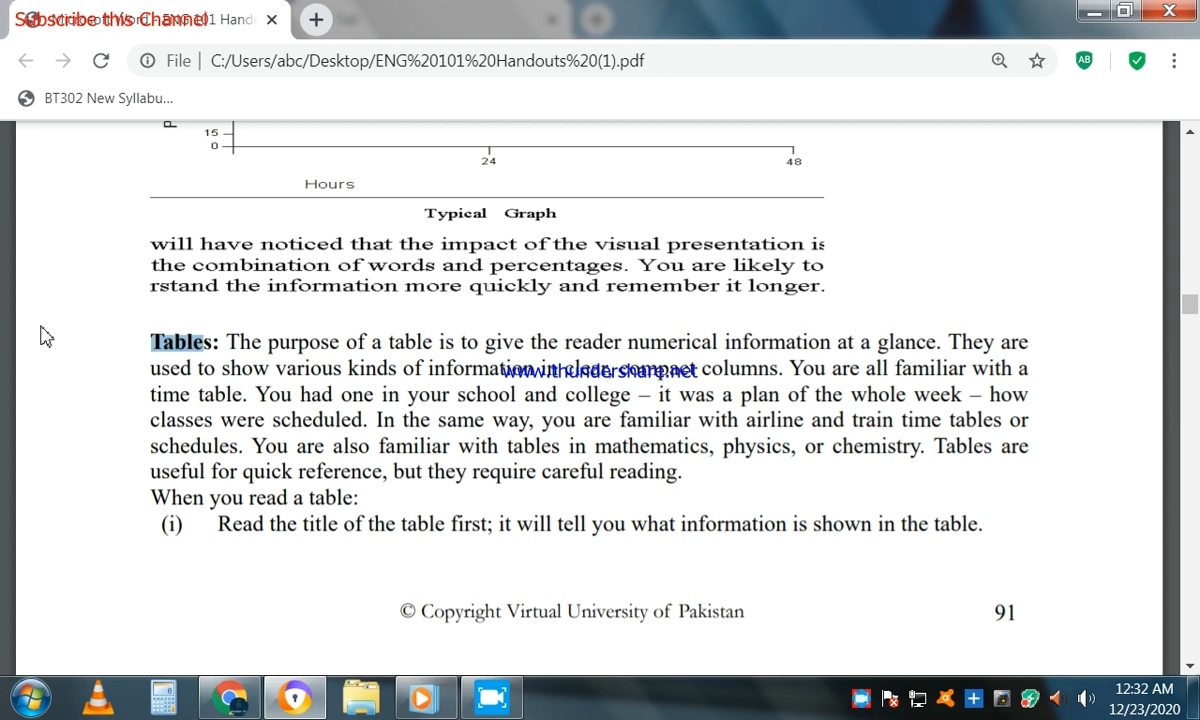 Subscribe this Channel!
ENG 101 Hand
File C:/Users/abc/Desktop/ENG%20101%20Handouts%20(1).pdf
AB
BT302 New Syllabu...
15
0
24 48
Hours
Typical Graph
will have noticed that the impact of the visual presentation is
the combination of words and percentages. You are likely to
rstand the information more quickly and remember it longer.
Tables: The purpose of a table is to give the reader numerical information at a glance. They are
used to show various kinds of information in clear, compact columns. You are all familiar with a
www.thundershare.net
time table. You had one in your school and college – it was a plan of the whole week – how
classes were scheduled. In the same way, you are familiar with airline and train time tables or
schedules. You are also familiar with tables in mathematics, physics, or chemistry. Tables are
useful for quick reference, but they require careful reading.
When you read a table:
(i) Read the title of the table first; it will tell you what information is shown in the table.
© Copyright Virtual University of Pakistan 91
12:32 AM
12/23/2020